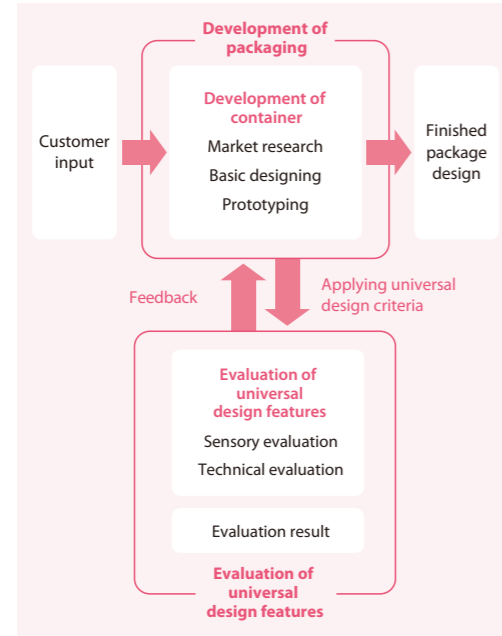 Development of
packaging
Customer
input
Development of
container
Market research
Basic designing
Prototyping
Finished
package
design
Feedback
Applying universal
design criteria
Evaluation of
universal
design features
Sensory evaluation
Technical evaluation
Evaluation result
Evaluation of
universal
design features